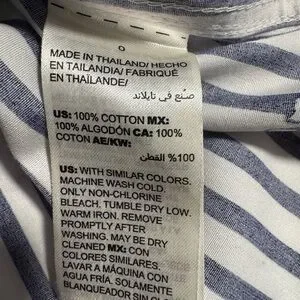 0
MADE IN THAILAND/ HECHO
EN TAILANDIA/ FABRIQUÉ
EN THAÏLANDE/
صنع في تايلاند
US: 100% COTTON MX:
100% ALGODÓN CA: 100%
COTON AE/KW:
100% القطن
US: WITH SIMILAR COLORS.
MACHINE WASH COLD.
ONLY NON-CHLORINE
BLEACH. TUMBLE DRY LOW.
WARM IRON. REMOVE
PROMPTLY AFTER
WASHING. MAY BE DRY
CLEANED MX: CON
COLORES SIMILARES
LAVAR A MÁQUINA CON
AGUA FRÍA. SOLAMENTE
BLANQUEADOR SIN